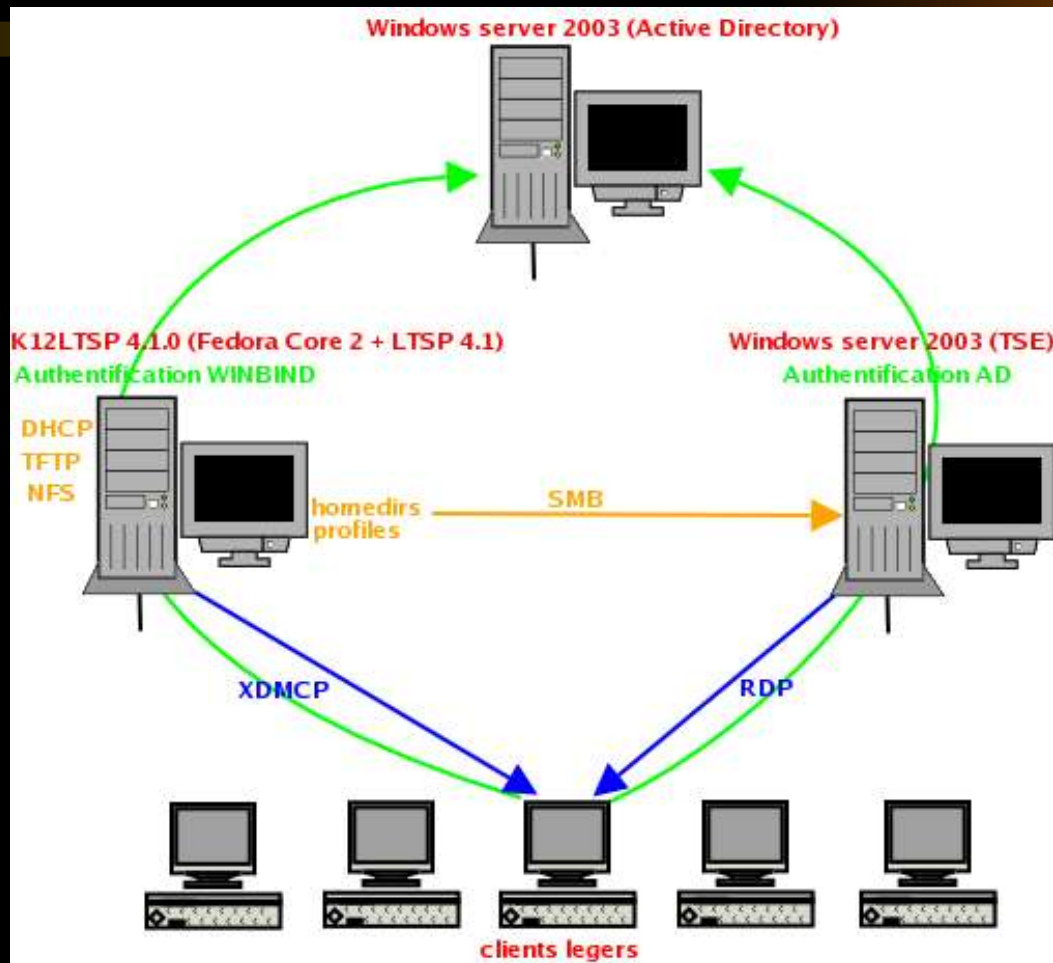 Windows server 2003 (Active Directory)
K12LTSP 4.1.0 (Fedora Core 2 + LTSP 4.1)
Authentification WINBIND
Windows server 2003 (TSE)
Authentification AD
DHCP
TFTP
NFS
homedirs
profiles
SMB
XDMCP
RDP
clients legers